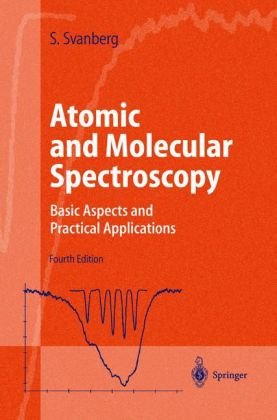 S. Svanberg
Atomic
and Molecular
Spectroscopy
Basic Aspects and
Practical Applications
Fourth Edition
Springer